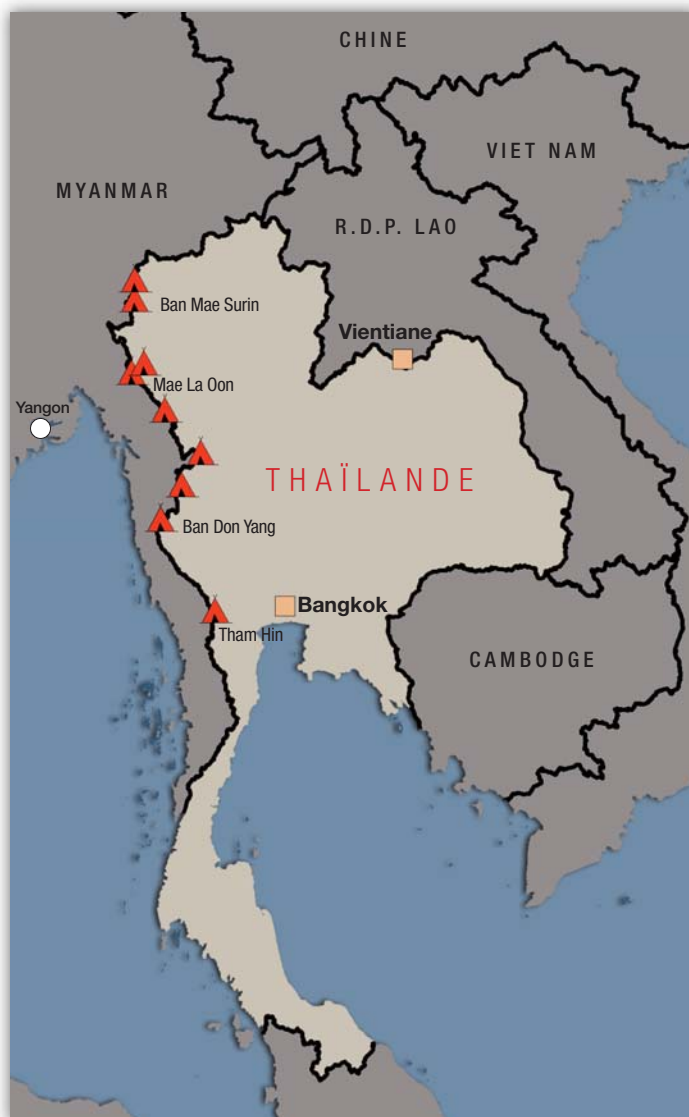 CHINE
VIET NAM
MYANMAR
R.D.P. LAO
Ban Mae Surin
Vientiane
Mae La Oon
Yangon
THAÏLANDE
Ban Don Yang
Bangkok
Tham Hin
CAMBODGE